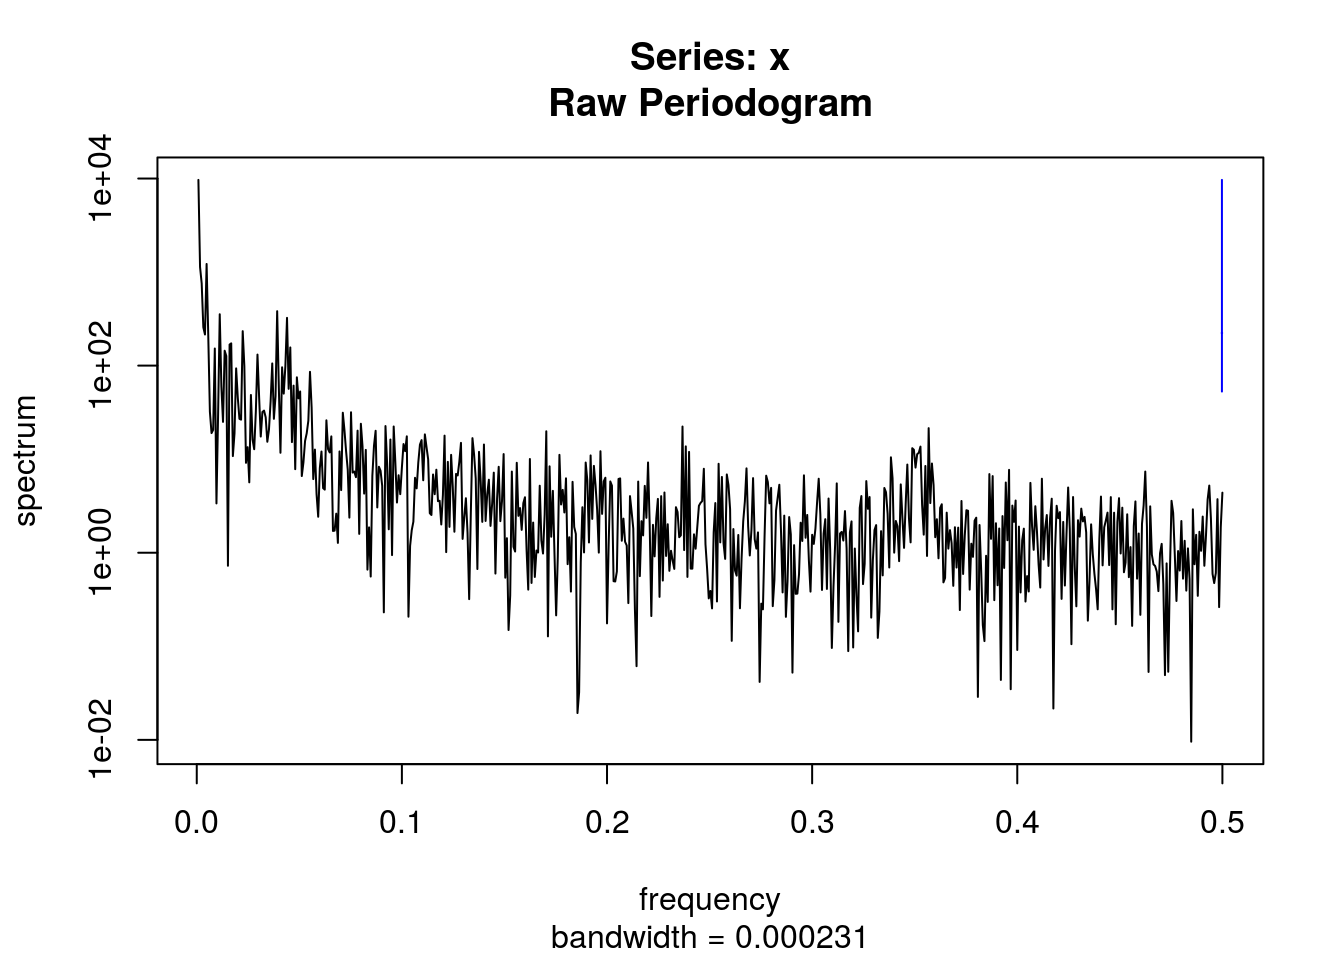 Series: x
Raw Periodogram
spectrum
1e+04
1e+02
1e+00
1e-02
0.0 0.1 0.2 0.3 0.4 0.5
frequency
bandwidth = 0.000231